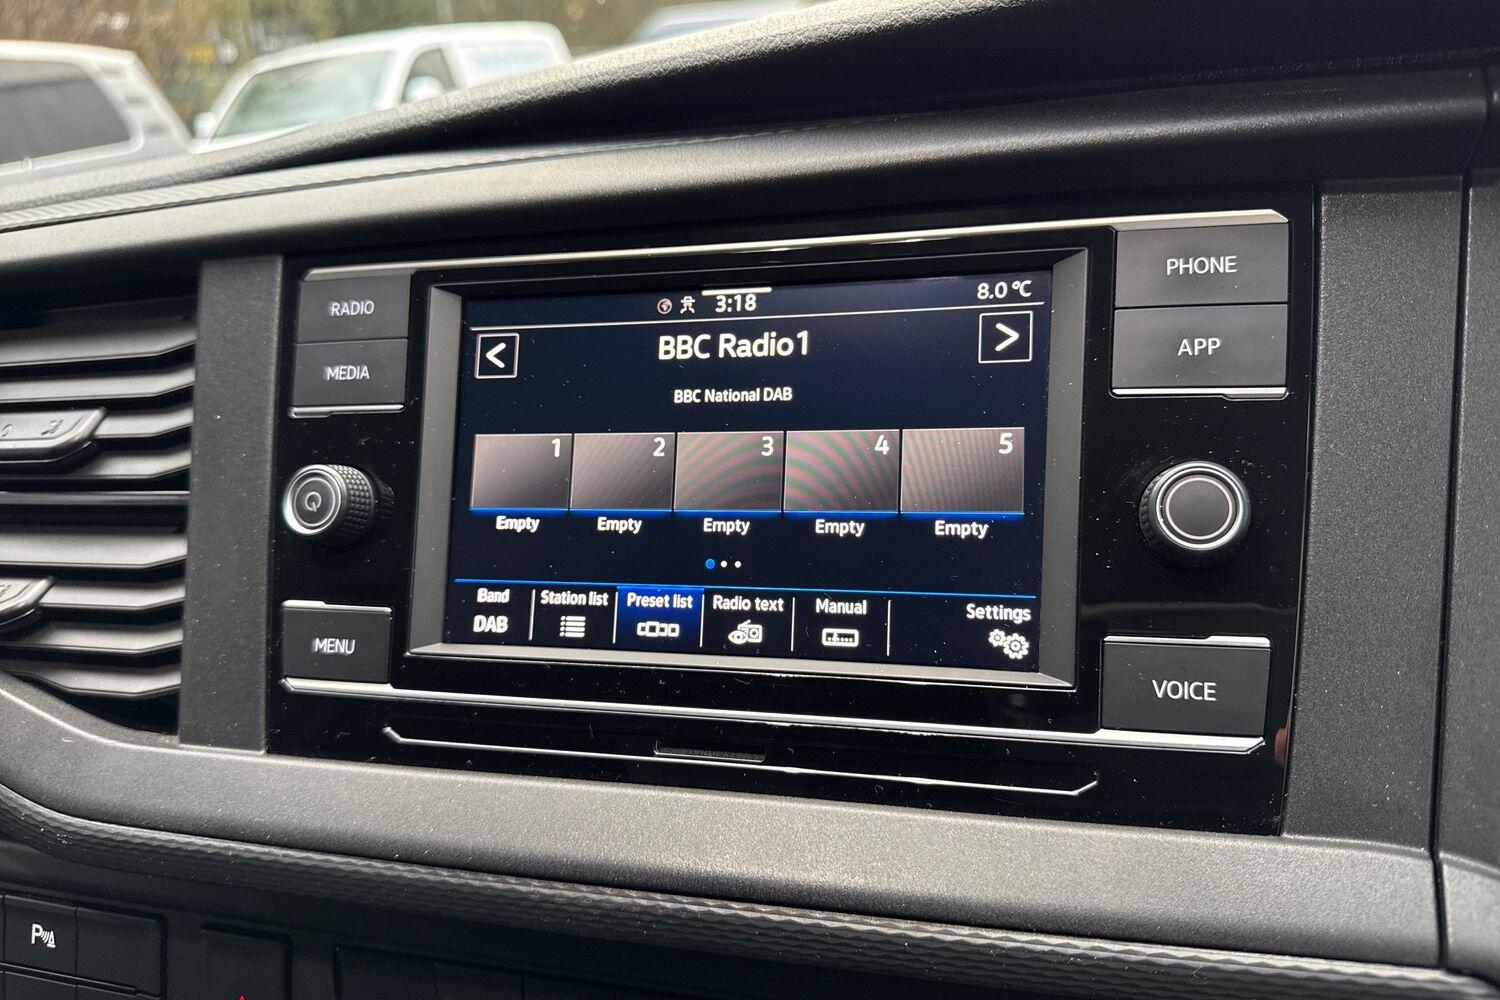 RADIO
MEDIA
MENU
PHONE
APP
VOICE
3:18
8.0 °C
<
BBC Radio1
>
BBC National DAB
1 2 3 4 5
Empty Empty Empty Empty Empty
Band Station list Preset list Radio text Manual Settings
DAB
P